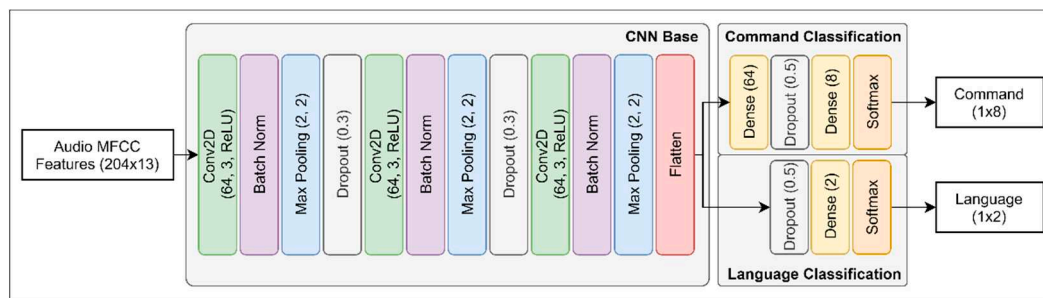 CNN Base
Command Classification
Audio MFCC
Features (204x13)
Conv2D
(64, 3, ReLU)
Batch Norm
Max Pooling (2, 2)
Dropout (0.3)
Conv2D
(64, 3, ReLU)
Batch Norm
Max Pooling (2, 2)
Dropout (0.3)
Conv2D
(64, 3, ReLU)
Batch Norm
Max Pooling (2, 2)
Flatten
Dense (64)
Dropout (0.5)
Dense (8)
Softmax
Command
(1x8)
Dropout (0.5)
Dense (2)
Softmax
Language
(1x2)
Language Classification